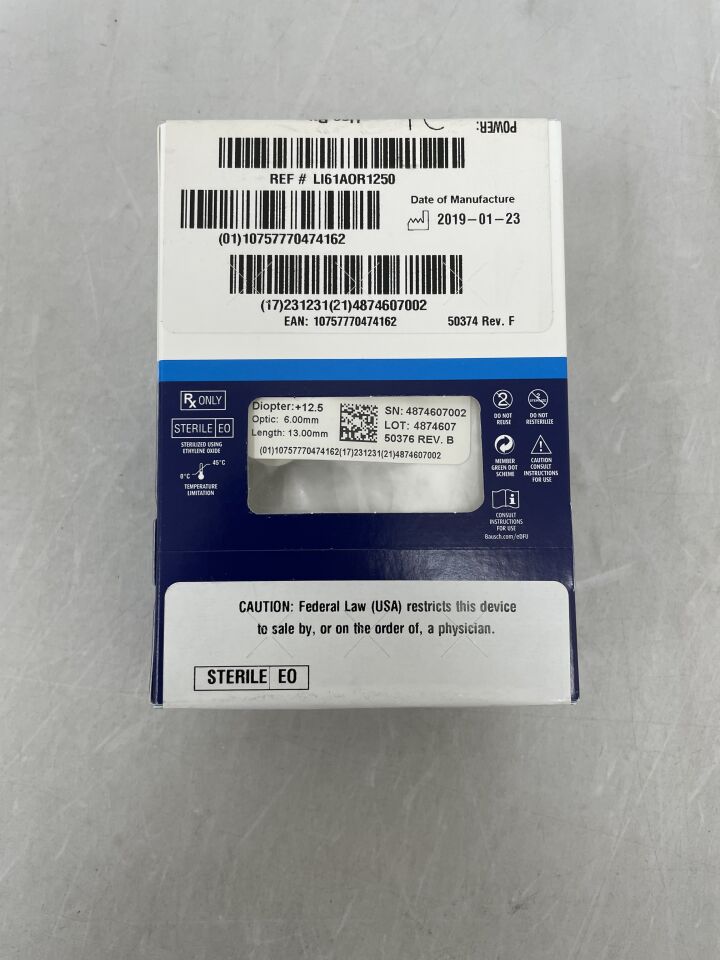 POWER:
REF # LI61AOR1250
Date of Manufacture
2019-01-23
(01)10757770474162
(17)231231(21)4874607002
EAN: 10757770474162
50374 Rev. F
Rx ONLY
STERILE EO
STERILIZED USING
ETHYLENE OXIDE
45°C
0°C
TEMPERATURE
LIMITATION
Diopter:+12.5
Optic: 6.00mm
Length: 13.00mm
SN: 4874607002
LOT: 4874607
50376 REV. B
(01)10757770474162(17)231231(21)4874607002
2
DO NOT
REUSE
DO NOT
RESTERILIZE
MEMBER
GREEN DOT
SCHEME
CAUTION
CONSULT
INSTRUCTIONS
FOR USE
CONSULT
INSTRUCTIONS
FOR USE
Bausch.com/eDFU
CAUTION: Federal Law (USA) restricts this device
to sale by, or on the order of, a physician.
STERILE EO